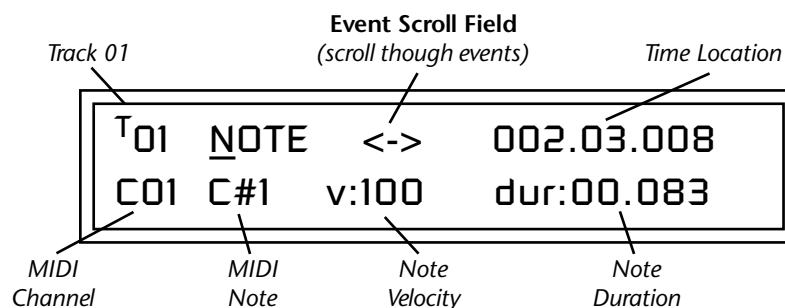 Event Scroll Field
Track 01 (scroll though events) Time Location
T01 NOTE <-> 002.03.008
C01 C#1 v:100 dur:00.083
MIDI MIDI Note Note
Channel Note Velocity Duration